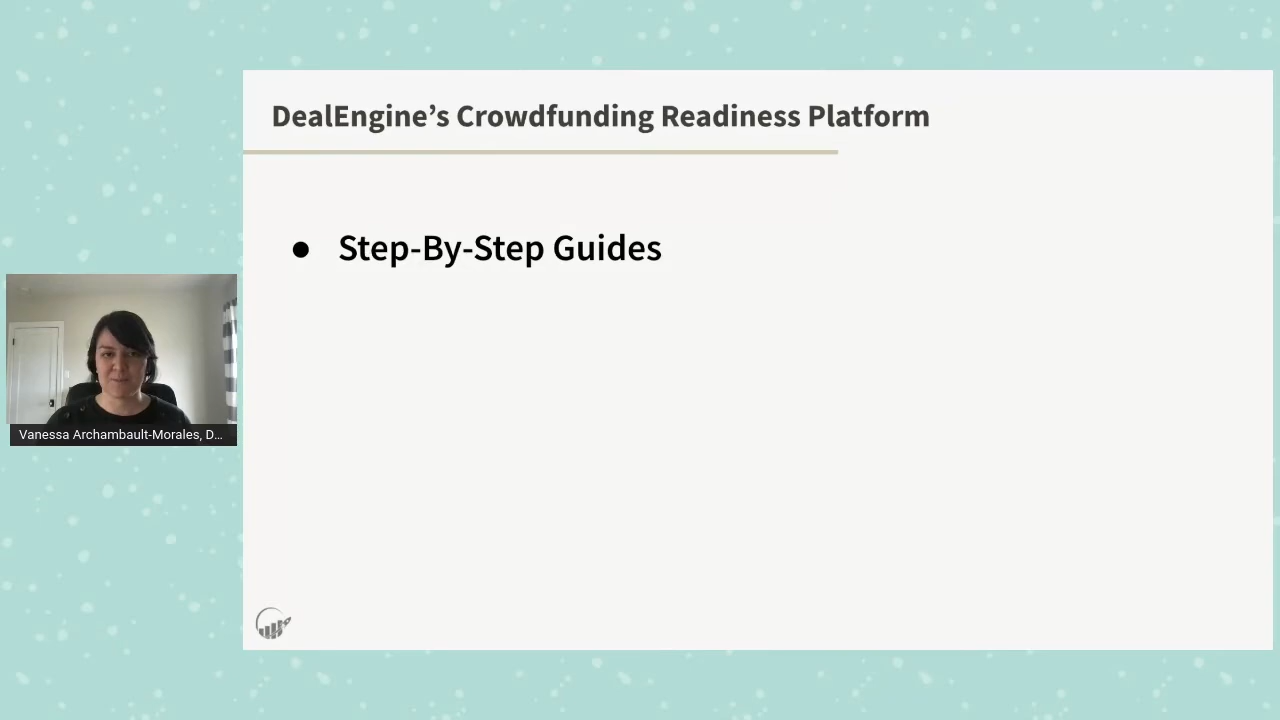 DealEngine’s Crowdfunding Readiness Platform
● Step-By-Step Guides
Vanessa Archambault-Morales, D...